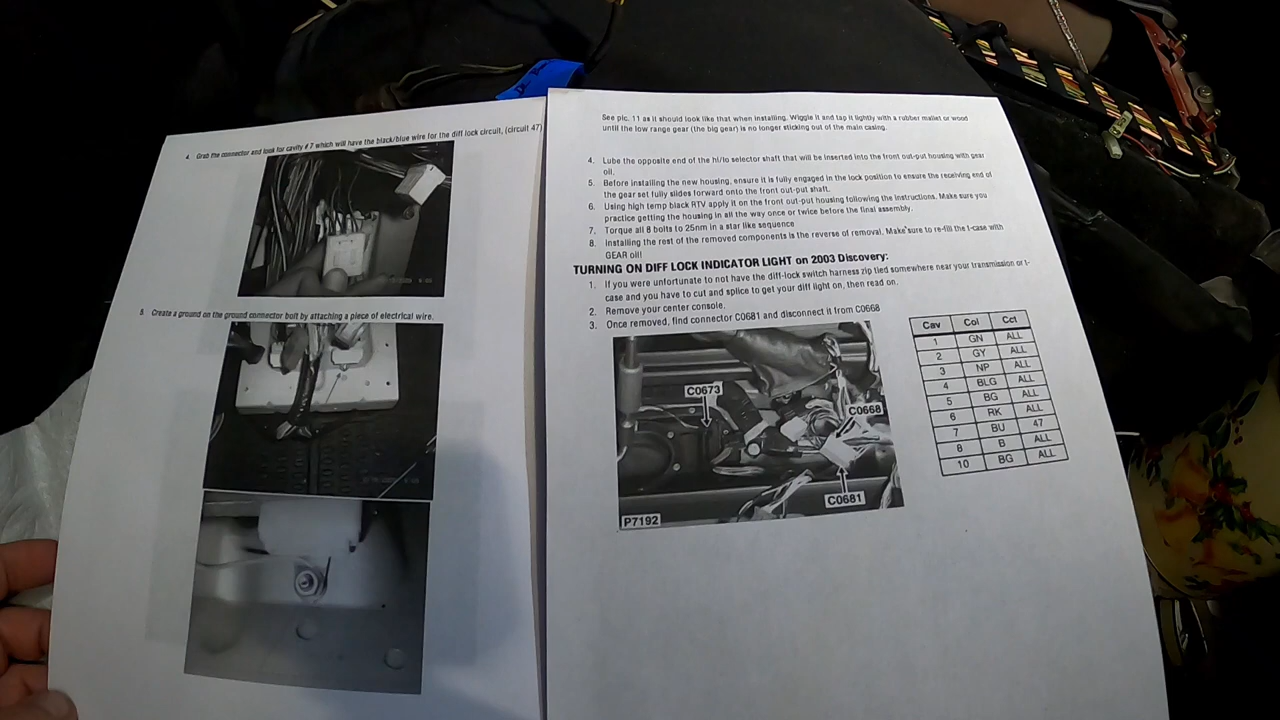 4. Grab the connector and look for cavity # 7 which will have the black/blue wire for the diff lock circuit, (circuit 47)
5 Create a ground on the ground connector bolt by attaching a piece of electrical wire.
See pic. 11 as it should look like that when installing. Wiggle it and tap it lightly with a rubber mallet or wood
until the low range gear (the big gear) is no longer sticking out of the main casing.
4. Lube the opposite end of the hi/lo selector shaft that will be inserted into the front out-put housing with gear
oil.
5. Before installing the new housing, ensure it is fully engaged in the lock position to ensure the receiving end of
the gear set fully slides forward onto the front out-put shaft.
6. Using high temp black RTV apply it on the front out-put housing following the instructions. Make sure you
practice getting the housing in all the way once or twice before the final assembly.
7. Torque all 8 bolts to 25nm in a star like sequence
8. Installing the rest of the removed components is the reverse of removal. Make sure to re-fill the t-case with
GEAR oil!
TURNING ON DIFF LOCK INDICATOR LIGHT on 2003 Discovery:
1. If you were unfortunate to not have the diff-lock switch harness zip tied somewhere near your transmission or t-
case and you have to cut and splice to get your diff light on, then read on.
2. Remove your center console.
3. Once removed, find connector C0681 and disconnect it from C0668
C0673
C0668
C0681
P7192
Cav Col Cct
1 GN ALL
2 GY ALL
3 NP ALL
4 BLG ALL
5 BG ALL
6 RK ALL
7 BU 47
8 B ALL
10 BG ALL